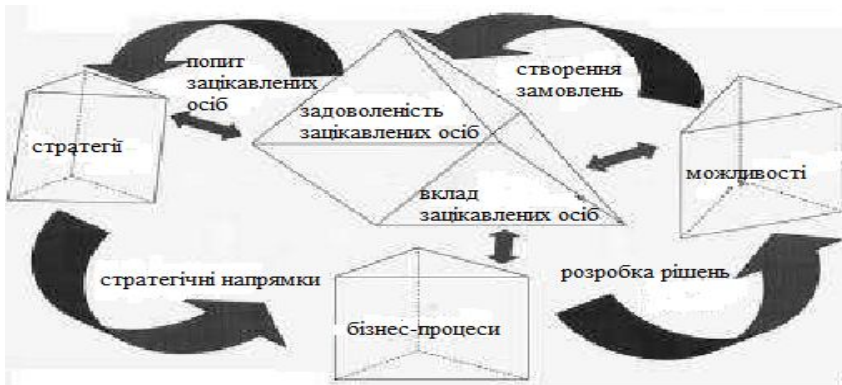 попит
зацікавлених
осіб
створення
замовлень
задоволеність
зацікавлених осіб
стратегії
можливості
вклад
зацікавлених осіб
стратегічні напрямки
розробка рішень
бізнес-процеси